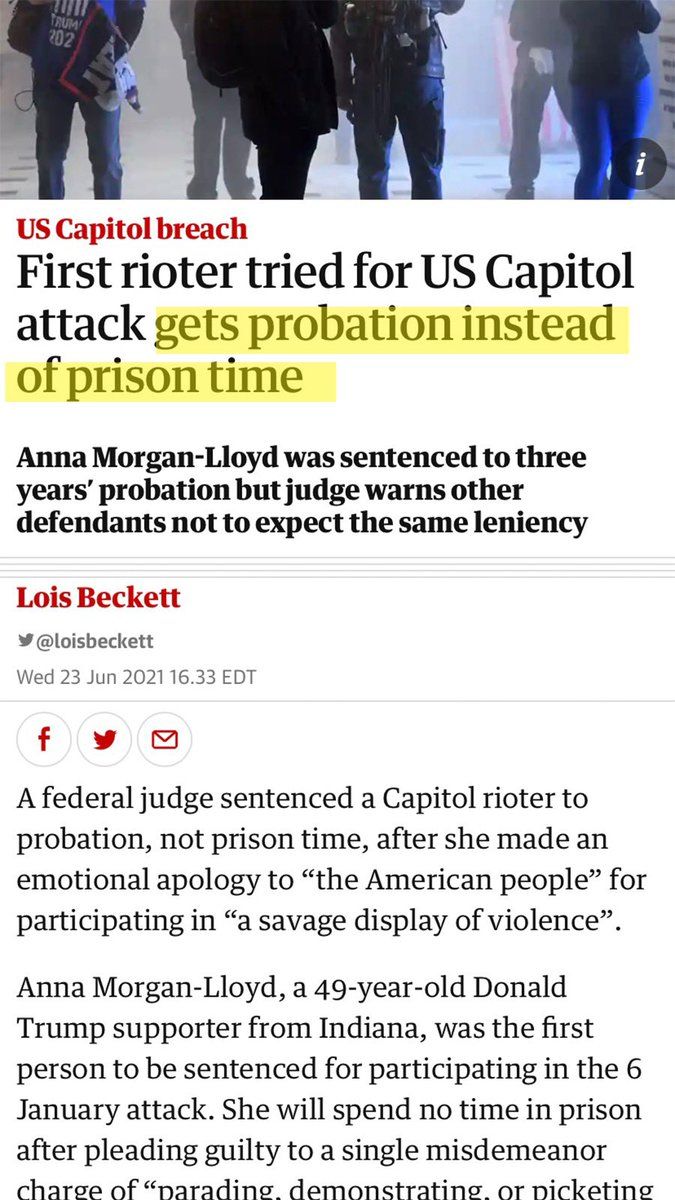 TRUMP
202
i
US Capitol breach
First rioter tried for US Capitol
attack gets probation instead
of prison time
Anna Morgan-Lloyd was sentenced to three
years’ probation but judge warns other
defendants not to expect the same leniency
Lois Beckett
@loisbeckett
Wed 23 Jun 2021 16.33 EDT
f
A federal judge sentenced a Capitol rioter to
probation, not prison time, after she made an
emotional apology to “the American people” for
participating in “a savage display of violence”.
Anna Morgan-Lloyd, a 49-year-old Donald
Trump supporter from Indiana, was the first
person to be sentenced for participating in the 6
January attack. She will spend no time in prison
after pleading guilty to a single misdemeanor
charge of “parading, demonstrating, or picketing